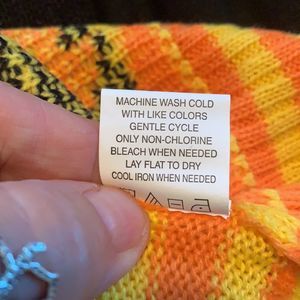 MACHINE WASH COLD
WITH LIKE COLORS
GENTLE CYCLE
ONLY NON-CHLORINE
BLEACH WHEN NEEDED
LAY FLAT TO DRY
COOL IRON WHEN NEEDED